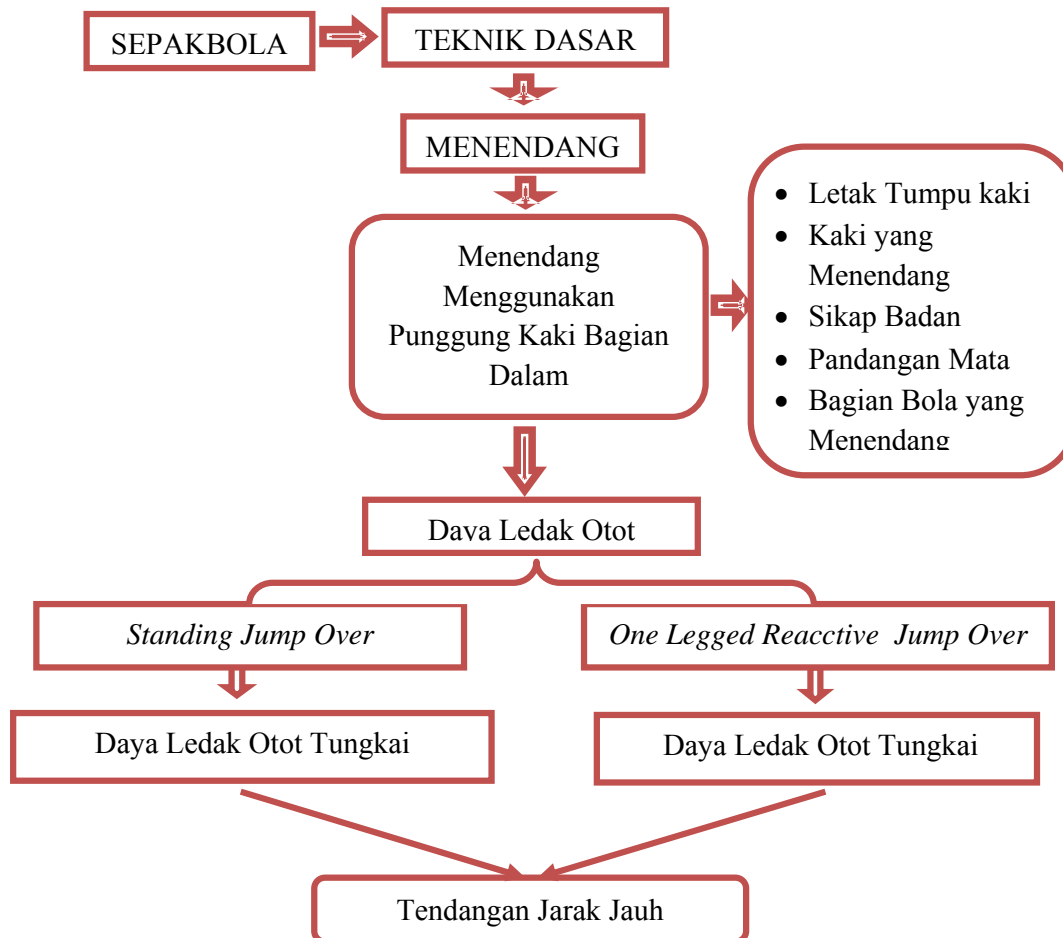 SEPAKBOLA
TEKNIK DASAR
MENENDANG
Menendang
Menggunakan
Punggung Kaki Bagian
Dalam
• Letak Tumpu kaki
• Kaki yang
Menendang
• Sikap Badan
• Pandangan Mata
• Bagian Bola yang
Menendang
Daya Ledak Otot
Standing Jump Over
One Legged Reacctive Jump Over
Daya Ledak Otot Tungkai
Daya Ledak Otot Tungkai
Tendangan Jarak Jauh